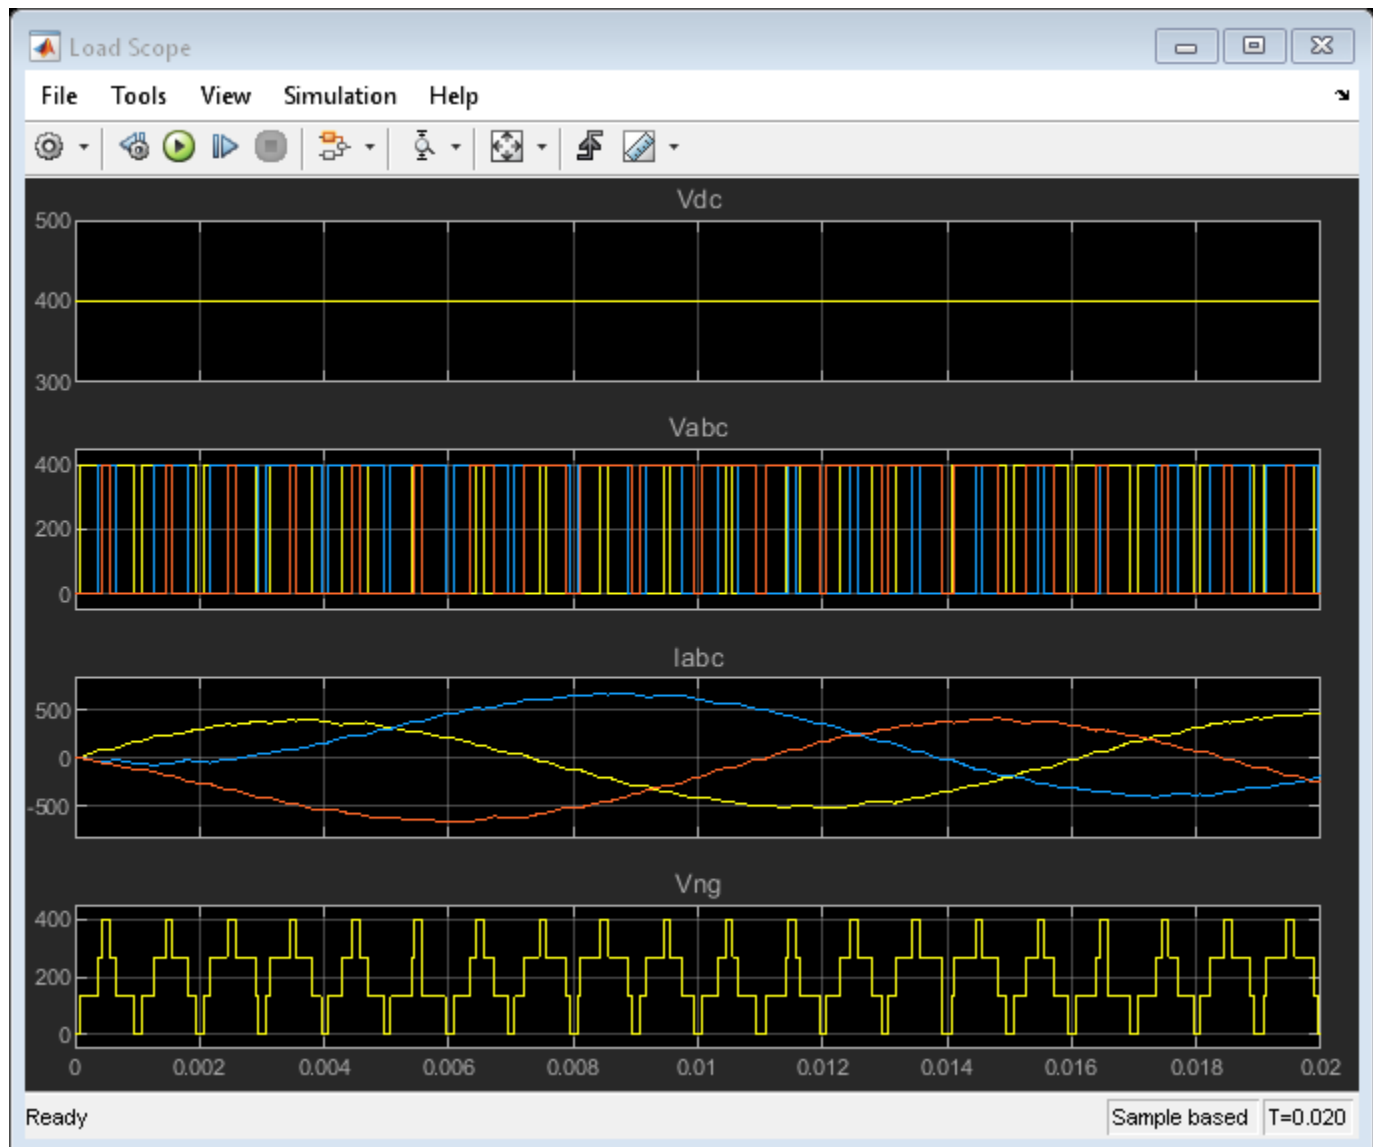 Load Scope
File Tools View Simulation Help
Vdc
500
400
300
Vabc
400
200
0
Iabc
500
0
-500
Vng
400
200
0
0 0.002 0.004 0.006 0.008 0.01 0.012 0.014 0.016 0.018 0.02
Ready Sample based T=0.020